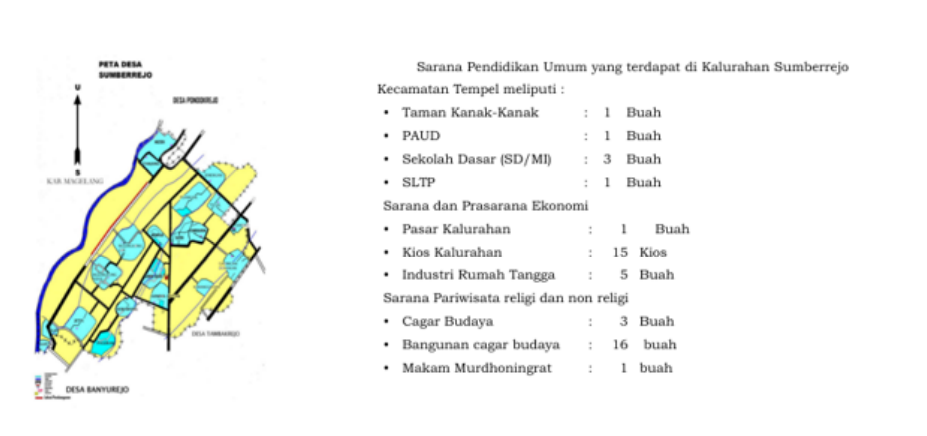 PETA DESA
SUMBERREJO
U
DESA PONDOKREJO
S
KAB MAGELANG
DESA TAMBAKREJO
DESA BANYUREJO
Sarana Pendidikan Umum yang terdapat di Kalurahan Sumberrejo
Kecamatan Tempel meliputi :
• Taman Kanak-Kanak : 1 Buah
• PAUD : 1 Buah
• Sekolah Dasar (SD/MI) : 3 Buah
• SLTP : 1 Buah
Sarana dan Prasarana Ekonomi
• Pasar Kalurahan : 1 Buah
• Kios Kalurahan : 15 Kios
• Industri Rumah Tangga : 5 Buah
Sarana Pariwisata religi dan non religi
• Cagar Budaya : 3 Buah
• Bangunan cagar budaya : 16 buah
• Makam Murdhoningrat : 1 buah